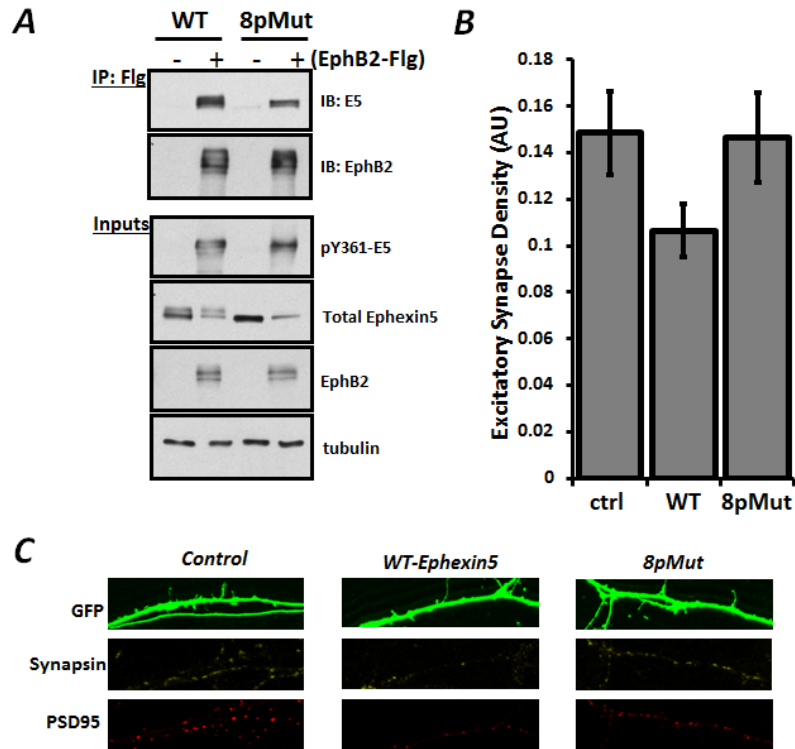 A
WT 8pMut
- + - + (EphB2-Flg)
IP: Flg
IB: E5
IB: EphB2
Inputs
pY361-E5
Total Ephexin5
EphB2
tubulin
B
Excitatory Synapse Density (AU)
0.18
0.16
0.14
0.12
0.1
0.08
0.06
0.04
0.02
0
ctrl WT 8pMut
C
Control WT-Ephexin5 8pMut
GFP
Synapsin
PSD95